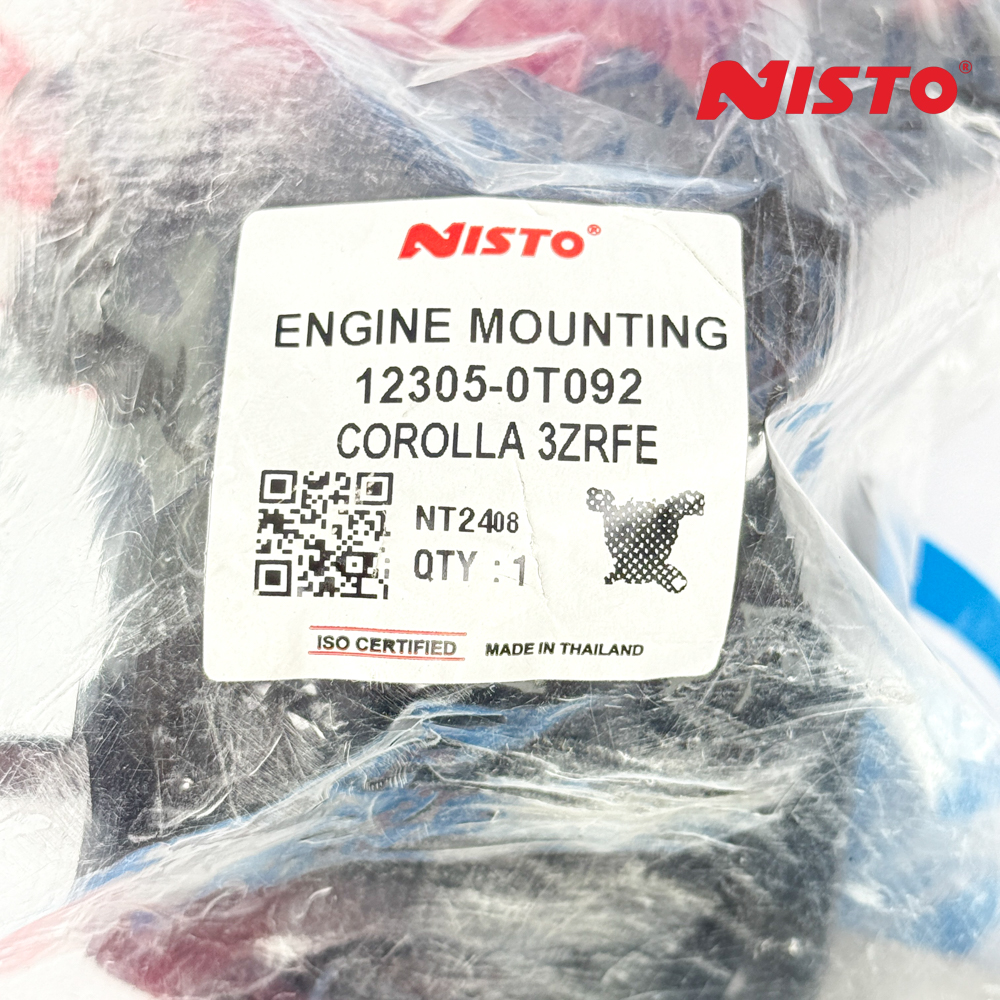 NISTO®
NISTO®
ENGINE MOUNTING
12305-0T092
COROLLA 3ZRFE
NT2408
QTY : 1
ISO CERTIFIED
MADE IN THAILAND